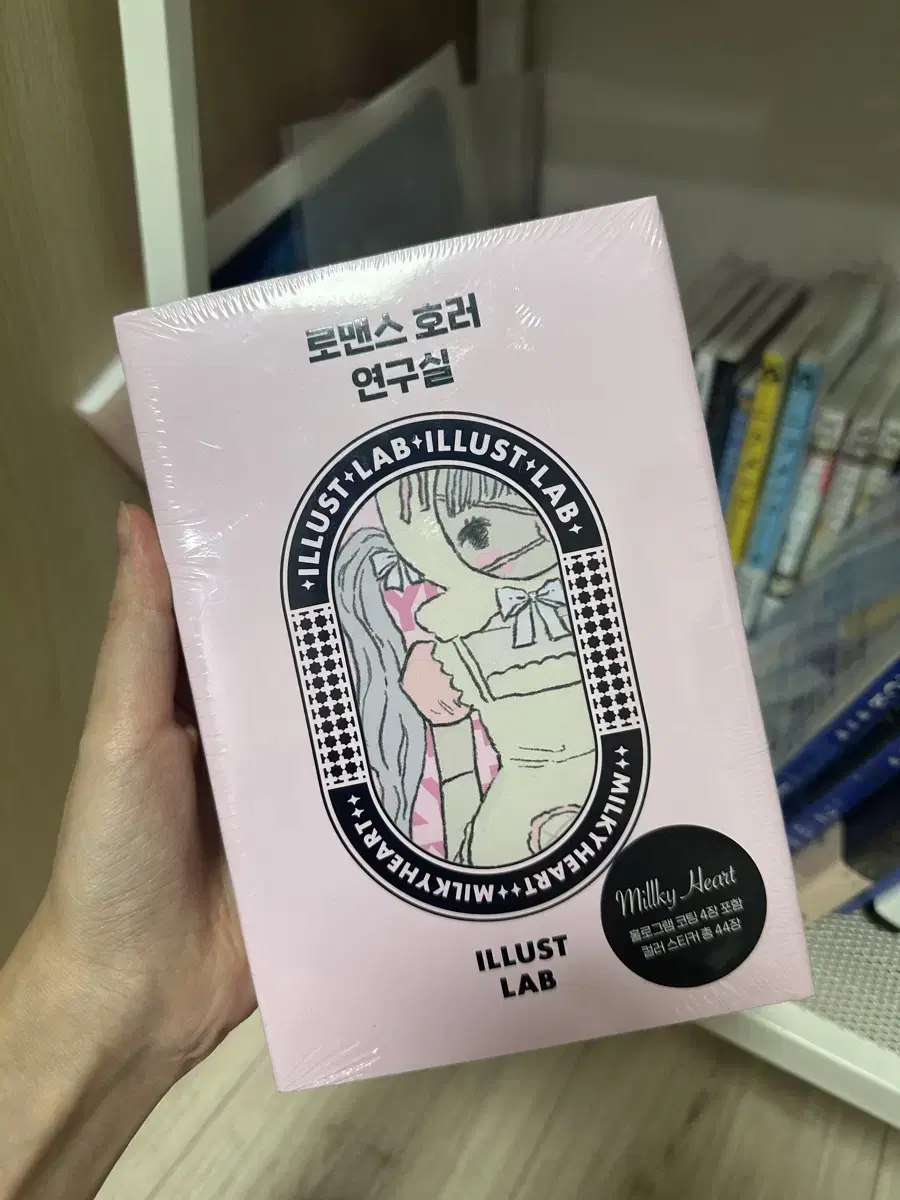 로맨스 호러
연구실
ILLUST✦LAB✦ILLUST✦LAB
MILKYHEART✦✦MILKYHEART
ILLUST
LAB
Millky Heart
홀로그램 코팅 4장 포함
컬러 스티커 총 44장